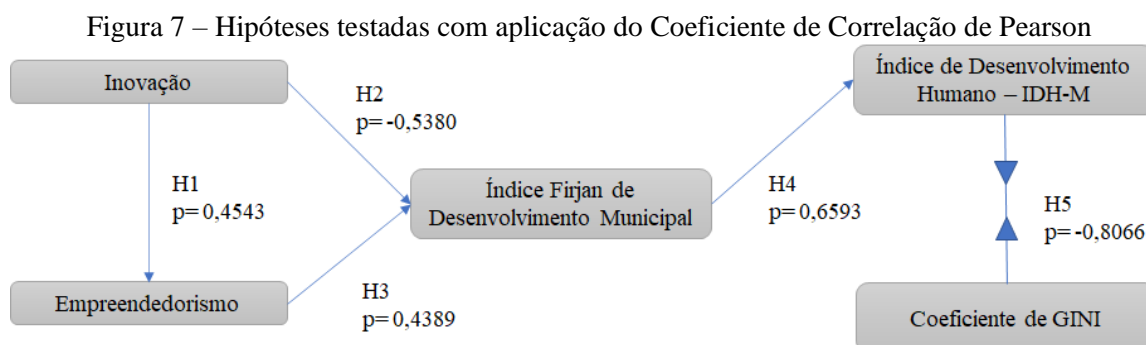 Figura 7 – Hipóteses testadas com aplicação do Coeficiente de Correlação de Pearson
Inovação
H2
p= -0,5380
Índice de Desenvolvimento
Humano – IDH-M
H1
p= 0,4543
Índice Firjan de
Desenvolvimento Municipal
H4
p= 0,6593
H5
p= -0,8066
Empreendedorismo
H3
p= 0,4389
Coeficiente de GINI